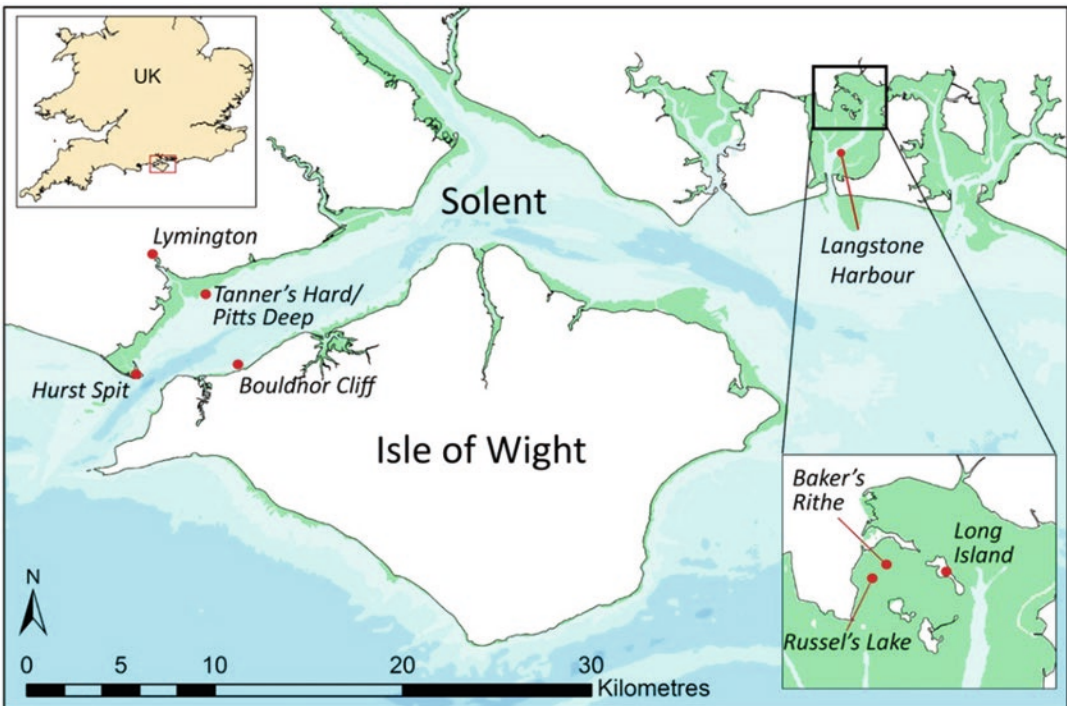 UK
Solent
Lymington
Langstone
Harbour
Tanner's Hard/
Pitts Deep
Hurst Spit
Bouldnor Cliff
Isle of Wight
Baker's
Rithe
Long
Island
Russel's Lake
N
0 5 10 20 30
Kilometres